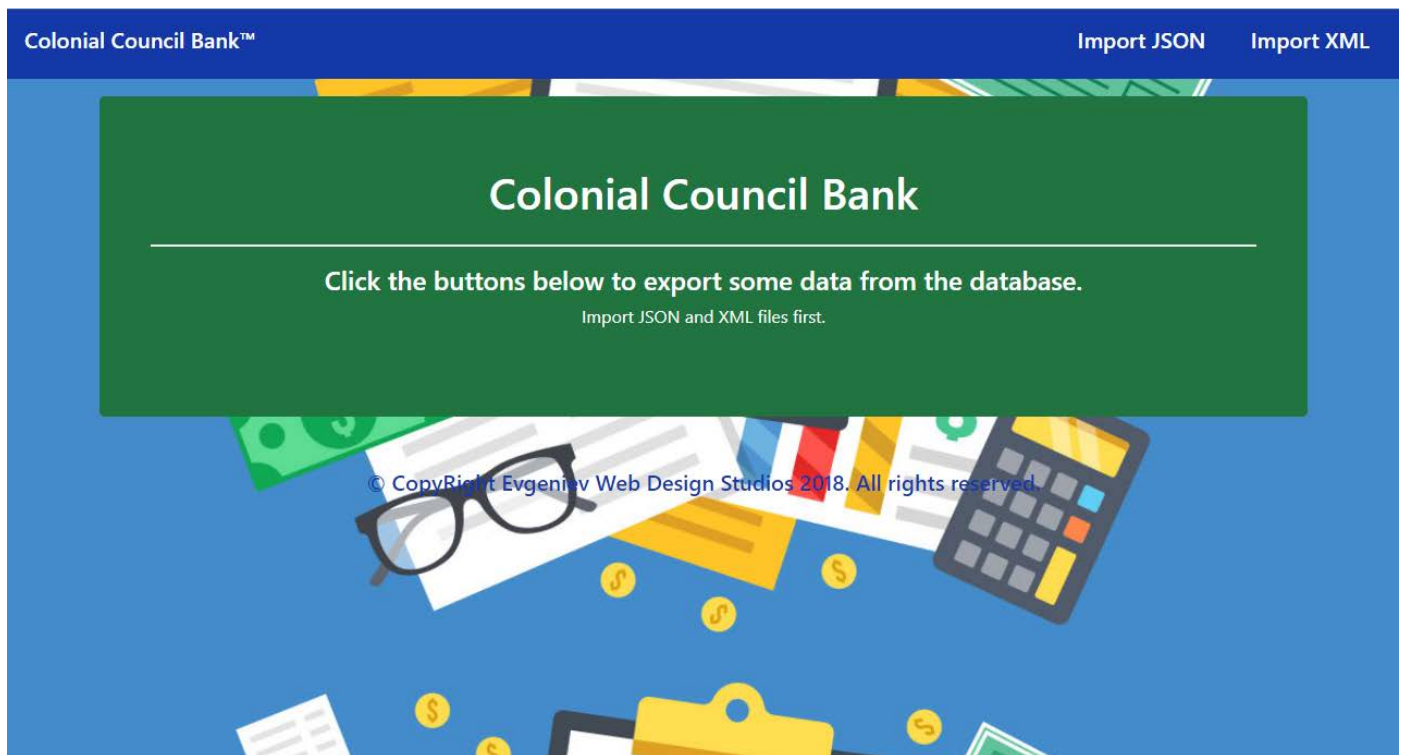 Colonial Council Bank™
Import JSON
Import XML
Colonial Council Bank
Click the buttons below to export some data from the database.
Import JSON and XML files first.
© CopyRight Evgeniev Web Design Studios 2018. All rights reserved.